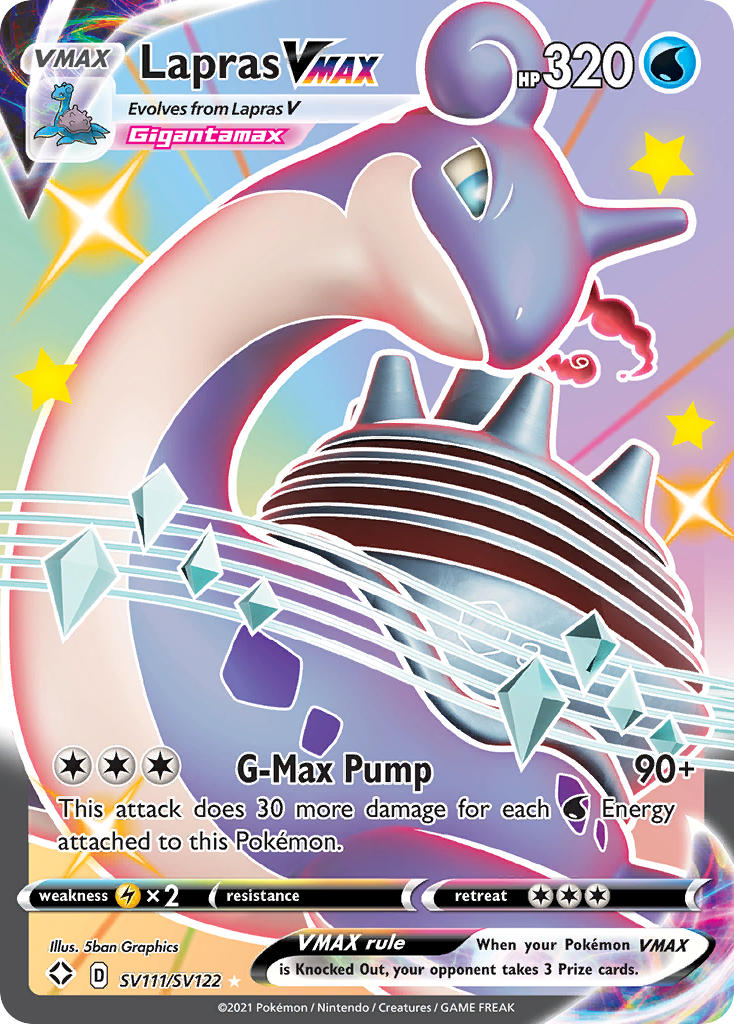 VMAX
Lapras VMAX
HP 320
Evolves from Lapras V
Gigantamax
G-Max Pump 90+
This attack does 30 more damage for each Energy
attached to this Pokémon.
weakness ×2 resistance retreat
Illus. 5ban Graphics
VMAX rule When your Pokémon VMAX
is Knocked Out, your opponent takes 3 Prize cards.
D SV111/SV122
©2021 Pokémon / Nintendo / Creatures / GAME FREAK